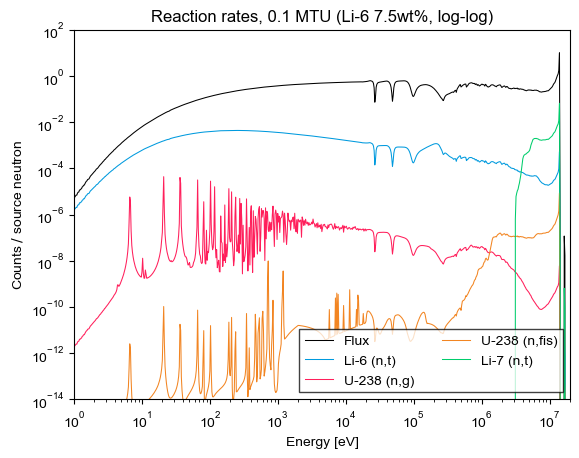 Reaction rates, 0.1 MTU (Li-6 7.5wt%, log-log)
Counts / source neutron
10^2
10^0
10^−2
10^−4
10^−6
10^−8
10^−10
10^−12
10^−14
Flux
Li-6 (n,t)
U-238 (n,g)
U-238 (n,fis)
Li-7 (n,t)
10^0 10^1 10^2 10^3 10^4 10^5 10^6 10^7
Energy [eV]